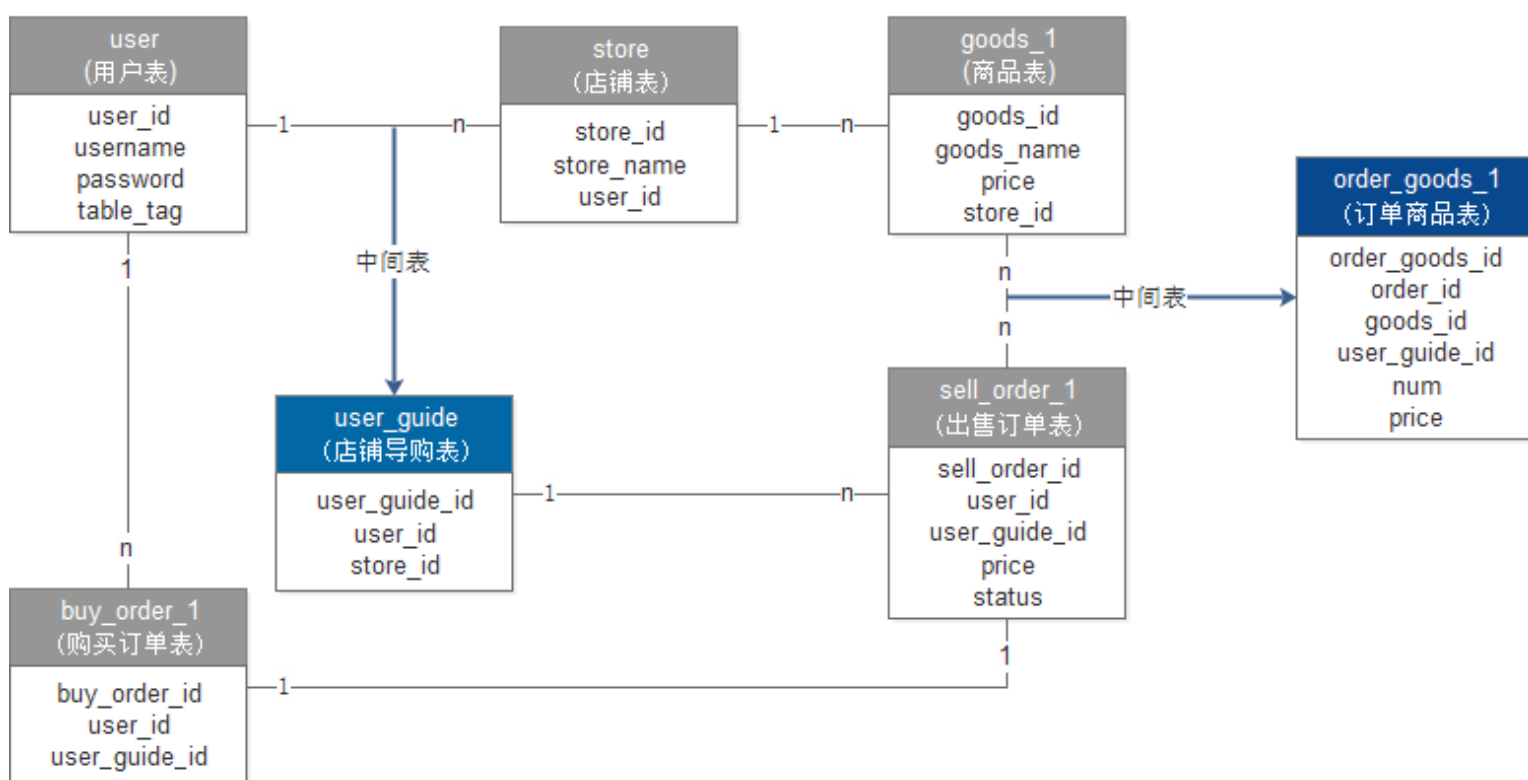 user
(用户表)
user_id
username
password
table_tag
1
n
store
(店铺表)
store_id
store_name
user_id
1
n
goods_1
(商品表)
goods_id
goods_name
price
store_id
order_goods_1
(订单商品表)
order_goods_id
order_id
goods_id
user_guide_id
num
price
1
中间表
n
中间表
n
user_guide
(店铺导购表)
user_guide_id
user_id
store_id
1
n
sell_order_1
(出售订单表)
sell_order_id
user_id
user_guide_id
price
status
n
buy_order_1
(购买订单表)
buy_order_id
user_id
user_guide_id
1
1